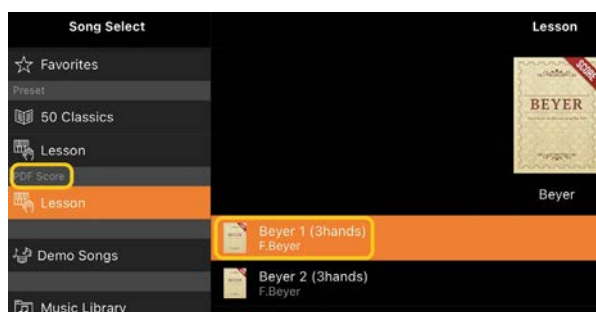 Song Select
Lesson
Favorites
Preset
50 Classics
Lesson
PDF Score
Lesson
Demo Songs
Music Library
SCORE
BEYER
Beyer
Beyer 1 (3hands)
F.Beyer
Beyer 2 (3hands)
F.Beyer